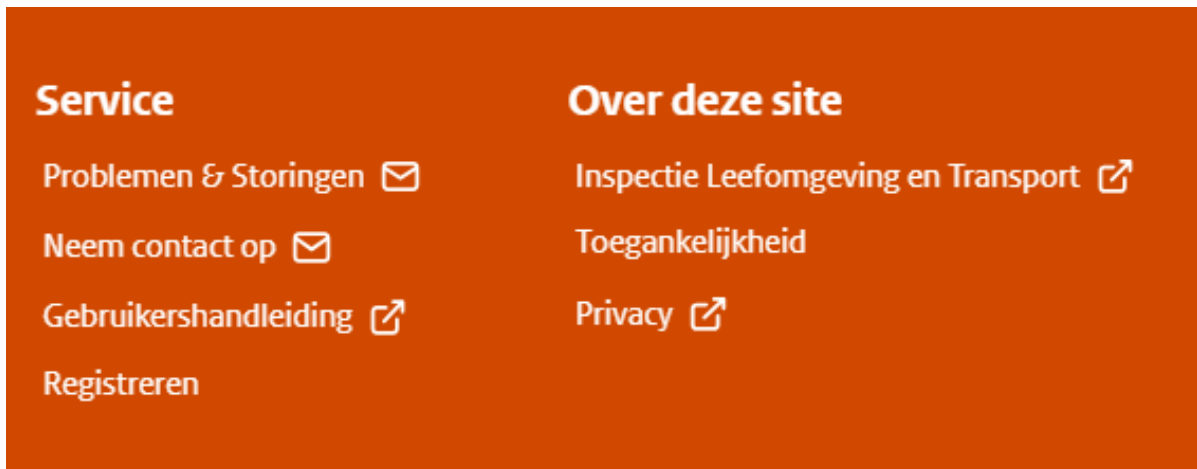 Service
Problemen & Storingen
Neem contact op
Gebruikershandleiding
Registreren
Over deze site
Inspectie Leefomgeving en Transport
Toegankelijkheid
Privacy